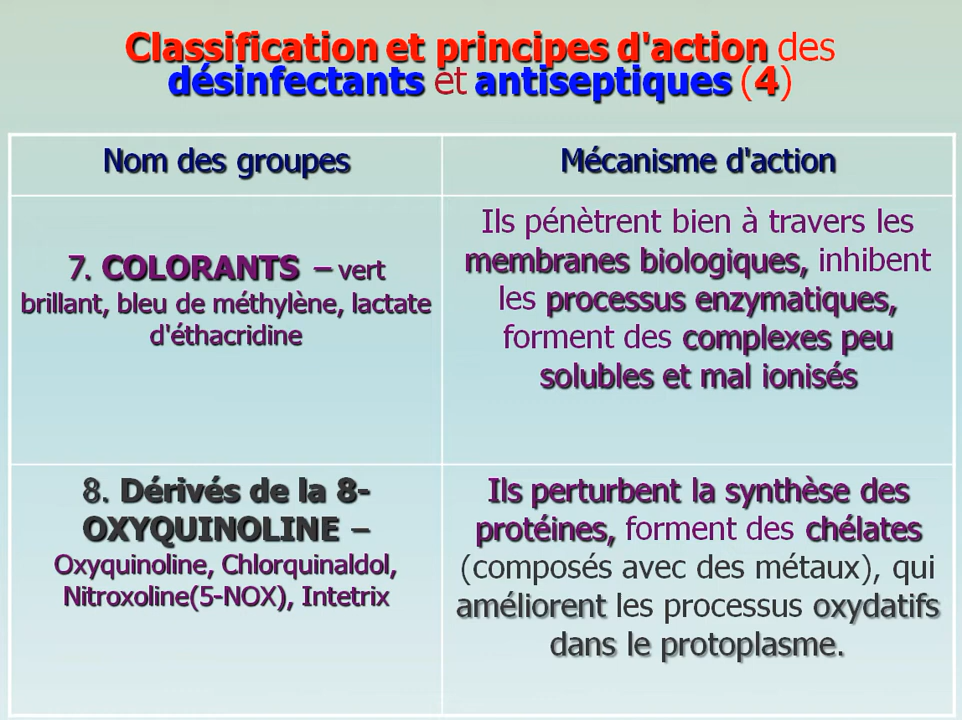 Classification et principes d'action des
désinfectants et antiseptiques (4)
Nom des groupes
Mécanisme d'action
7. COLORANTS – vert
brillant, bleu de méthylène, lactate
d'éthacridine
Ils pénètrent bien à travers les
membranes biologiques, inhibent
les processus enzymatiques,
forment des complexes peu
solubles et mal ionisés
8. Dérivés de la 8-
OXYQUINOLINE –
Oxyquinoline, Chlorquinaldol,
Nitroxoline(5-NOX), Intetrix
Ils perturbent la synthèse des
protéines, forment des chélates
(composés avec des métaux), qui
améliorent les processus oxydatifs
dans le protoplasme.